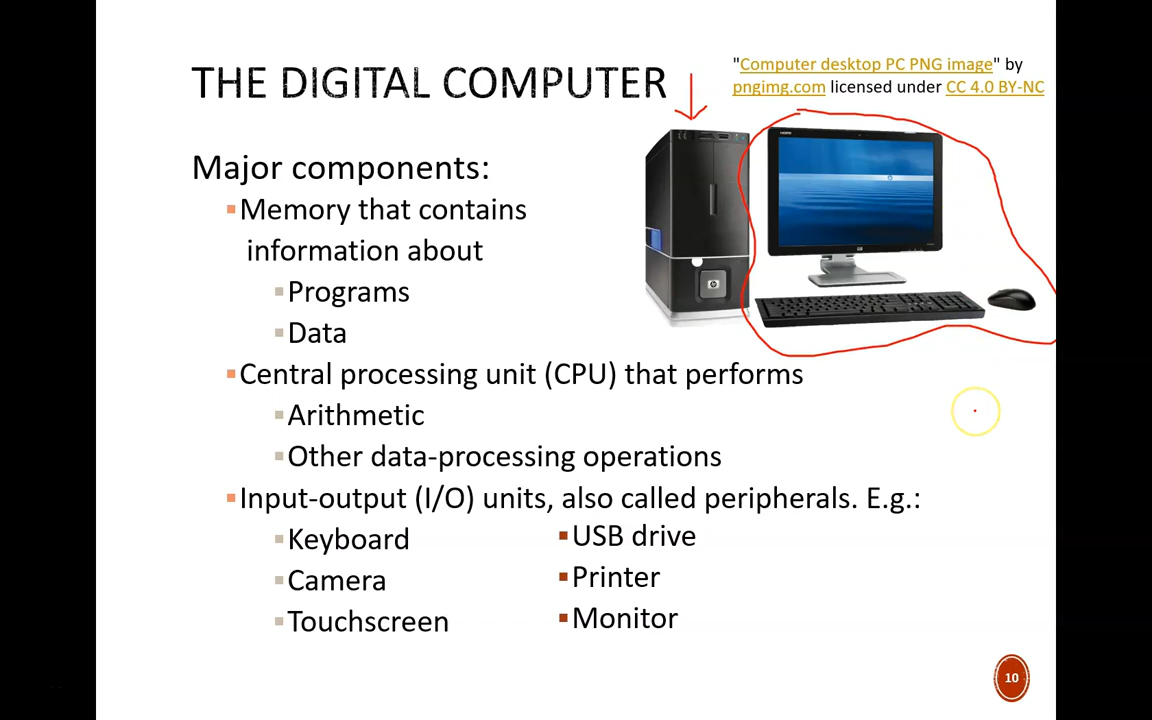 THE DIGITAL COMPUTER
"Computer desktop PC PNG image" by
pngimg.com licensed under CC 4.0 BY-NC
Major components:
Memory that contains
information about
Programs
Data
Central processing unit (CPU) that performs
Arithmetic
Other data-processing operations
Input-output (I/O) units, also called peripherals. E.g.:
Keyboard
Camera
Touchscreen
USB drive
Printer
Monitor
10